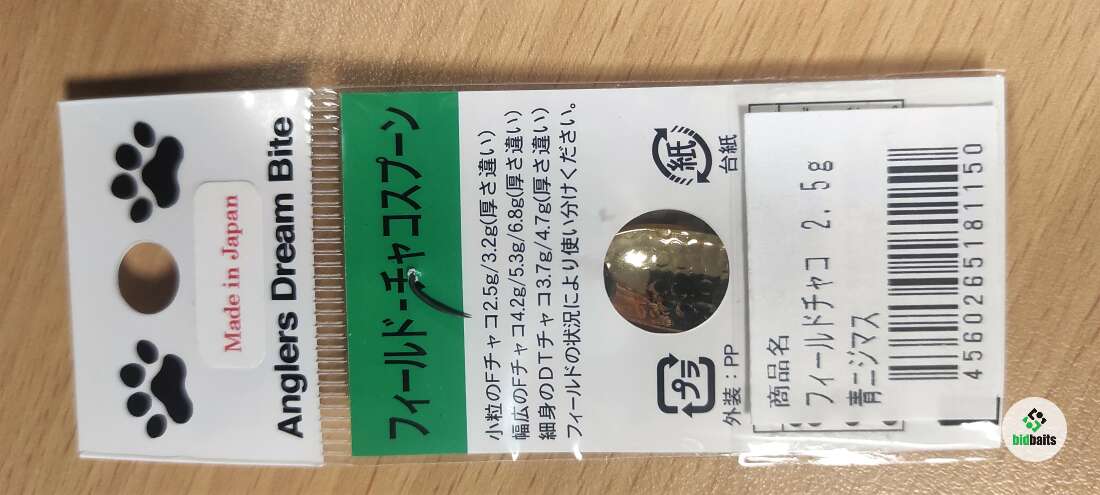 Made in Japan
Anglers Dream Bite
フィールド-チャコスプーン
小粒のFチャコ2.5g/3.2g(厚さ違い)
幅広のFチャコ4.2g/5.3g/6.8g(厚さ違い)
細身のDTチャコ3.7g/4.7g(厚さ違い)
フィールドの状況により使い分けください。
プラ
外装：PP
紙
台紙
商品名
フィールドチャコ 2.5g
青ニジマス
4560265181150
bidbaits